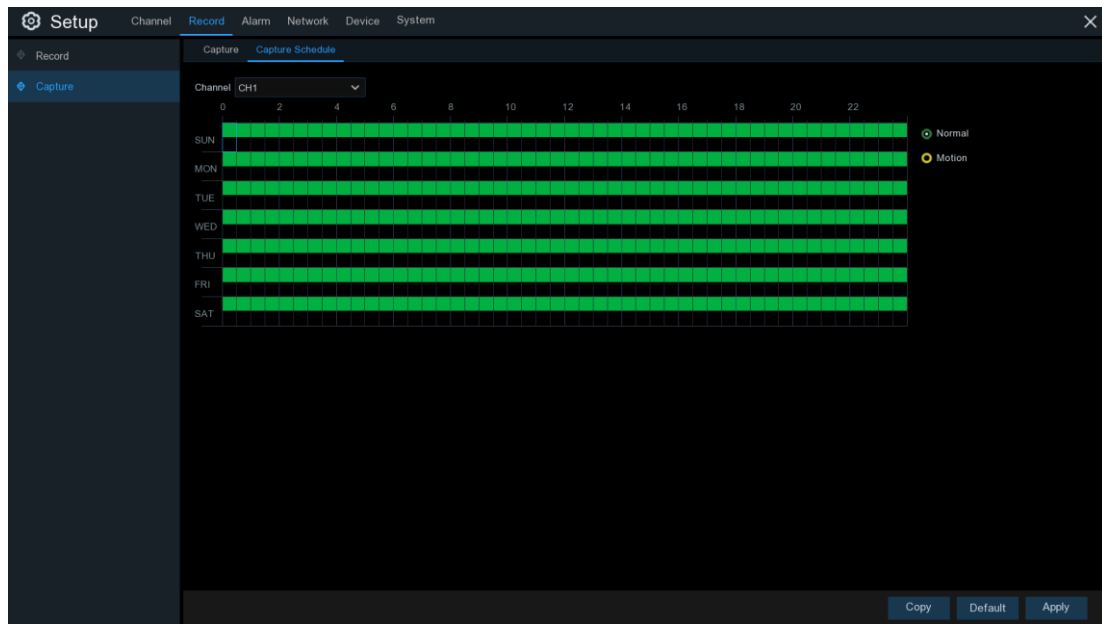 Setup Channel Record Alarm Network Device System
Record Capture Capture Schedule
Capture
Channel CH1
0 2 4 6 8 10 12 14 16 18 20 22
SUN Normal
MON Motion
TUE
WED
THU
FRI
SAT
Copy Default Apply